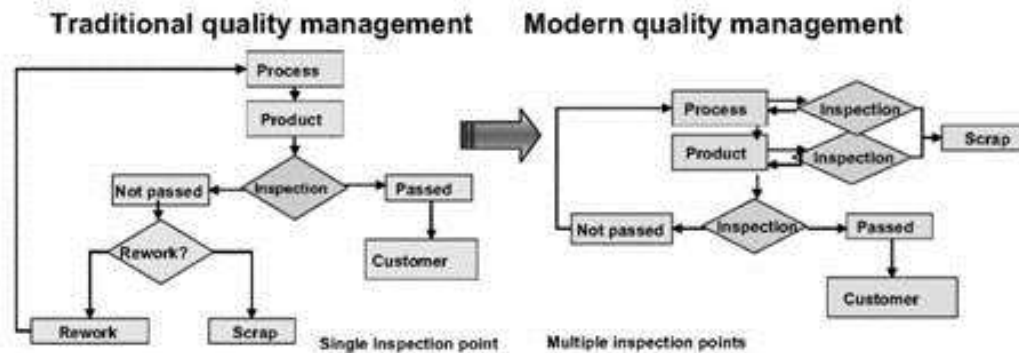 Traditional quality management
Process
Product
Inspection
Not passed
Passed
Rework?
Customer
Rework
Scrap
Single inspection point
Modern quality management
Process
Inspection
Product
Inspection
Scrap
Not passed
Inspection
Passed
Customer
Multiple inspection points